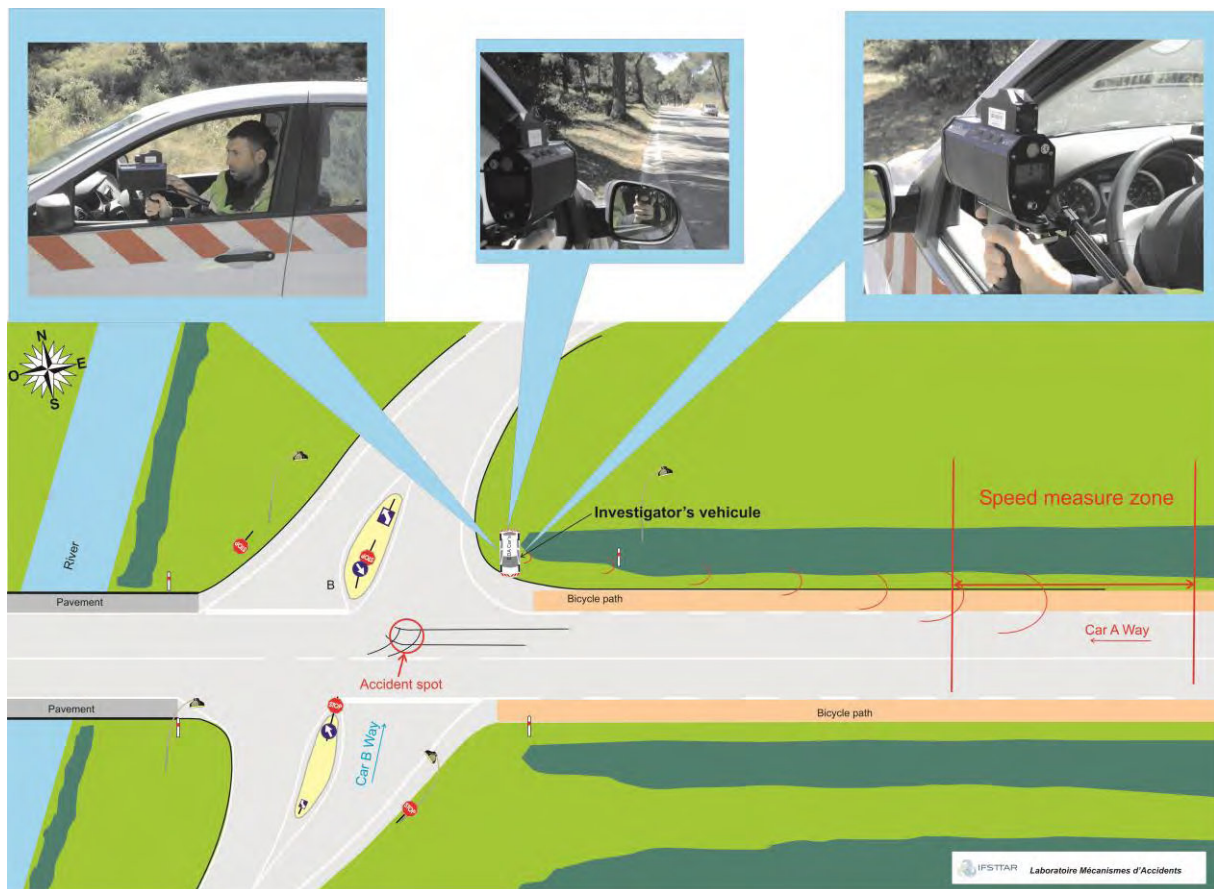 N
E
O
S
Speed measure zone
Investigator's vehicule
STOP
River
B
Pavement
Bicycle path
Car A Way
Accident spot
STOP
Pavement
Bicycle path
Car B Way
STOP
IFSTTAR Laboratoire Mécanismes d'Accidents